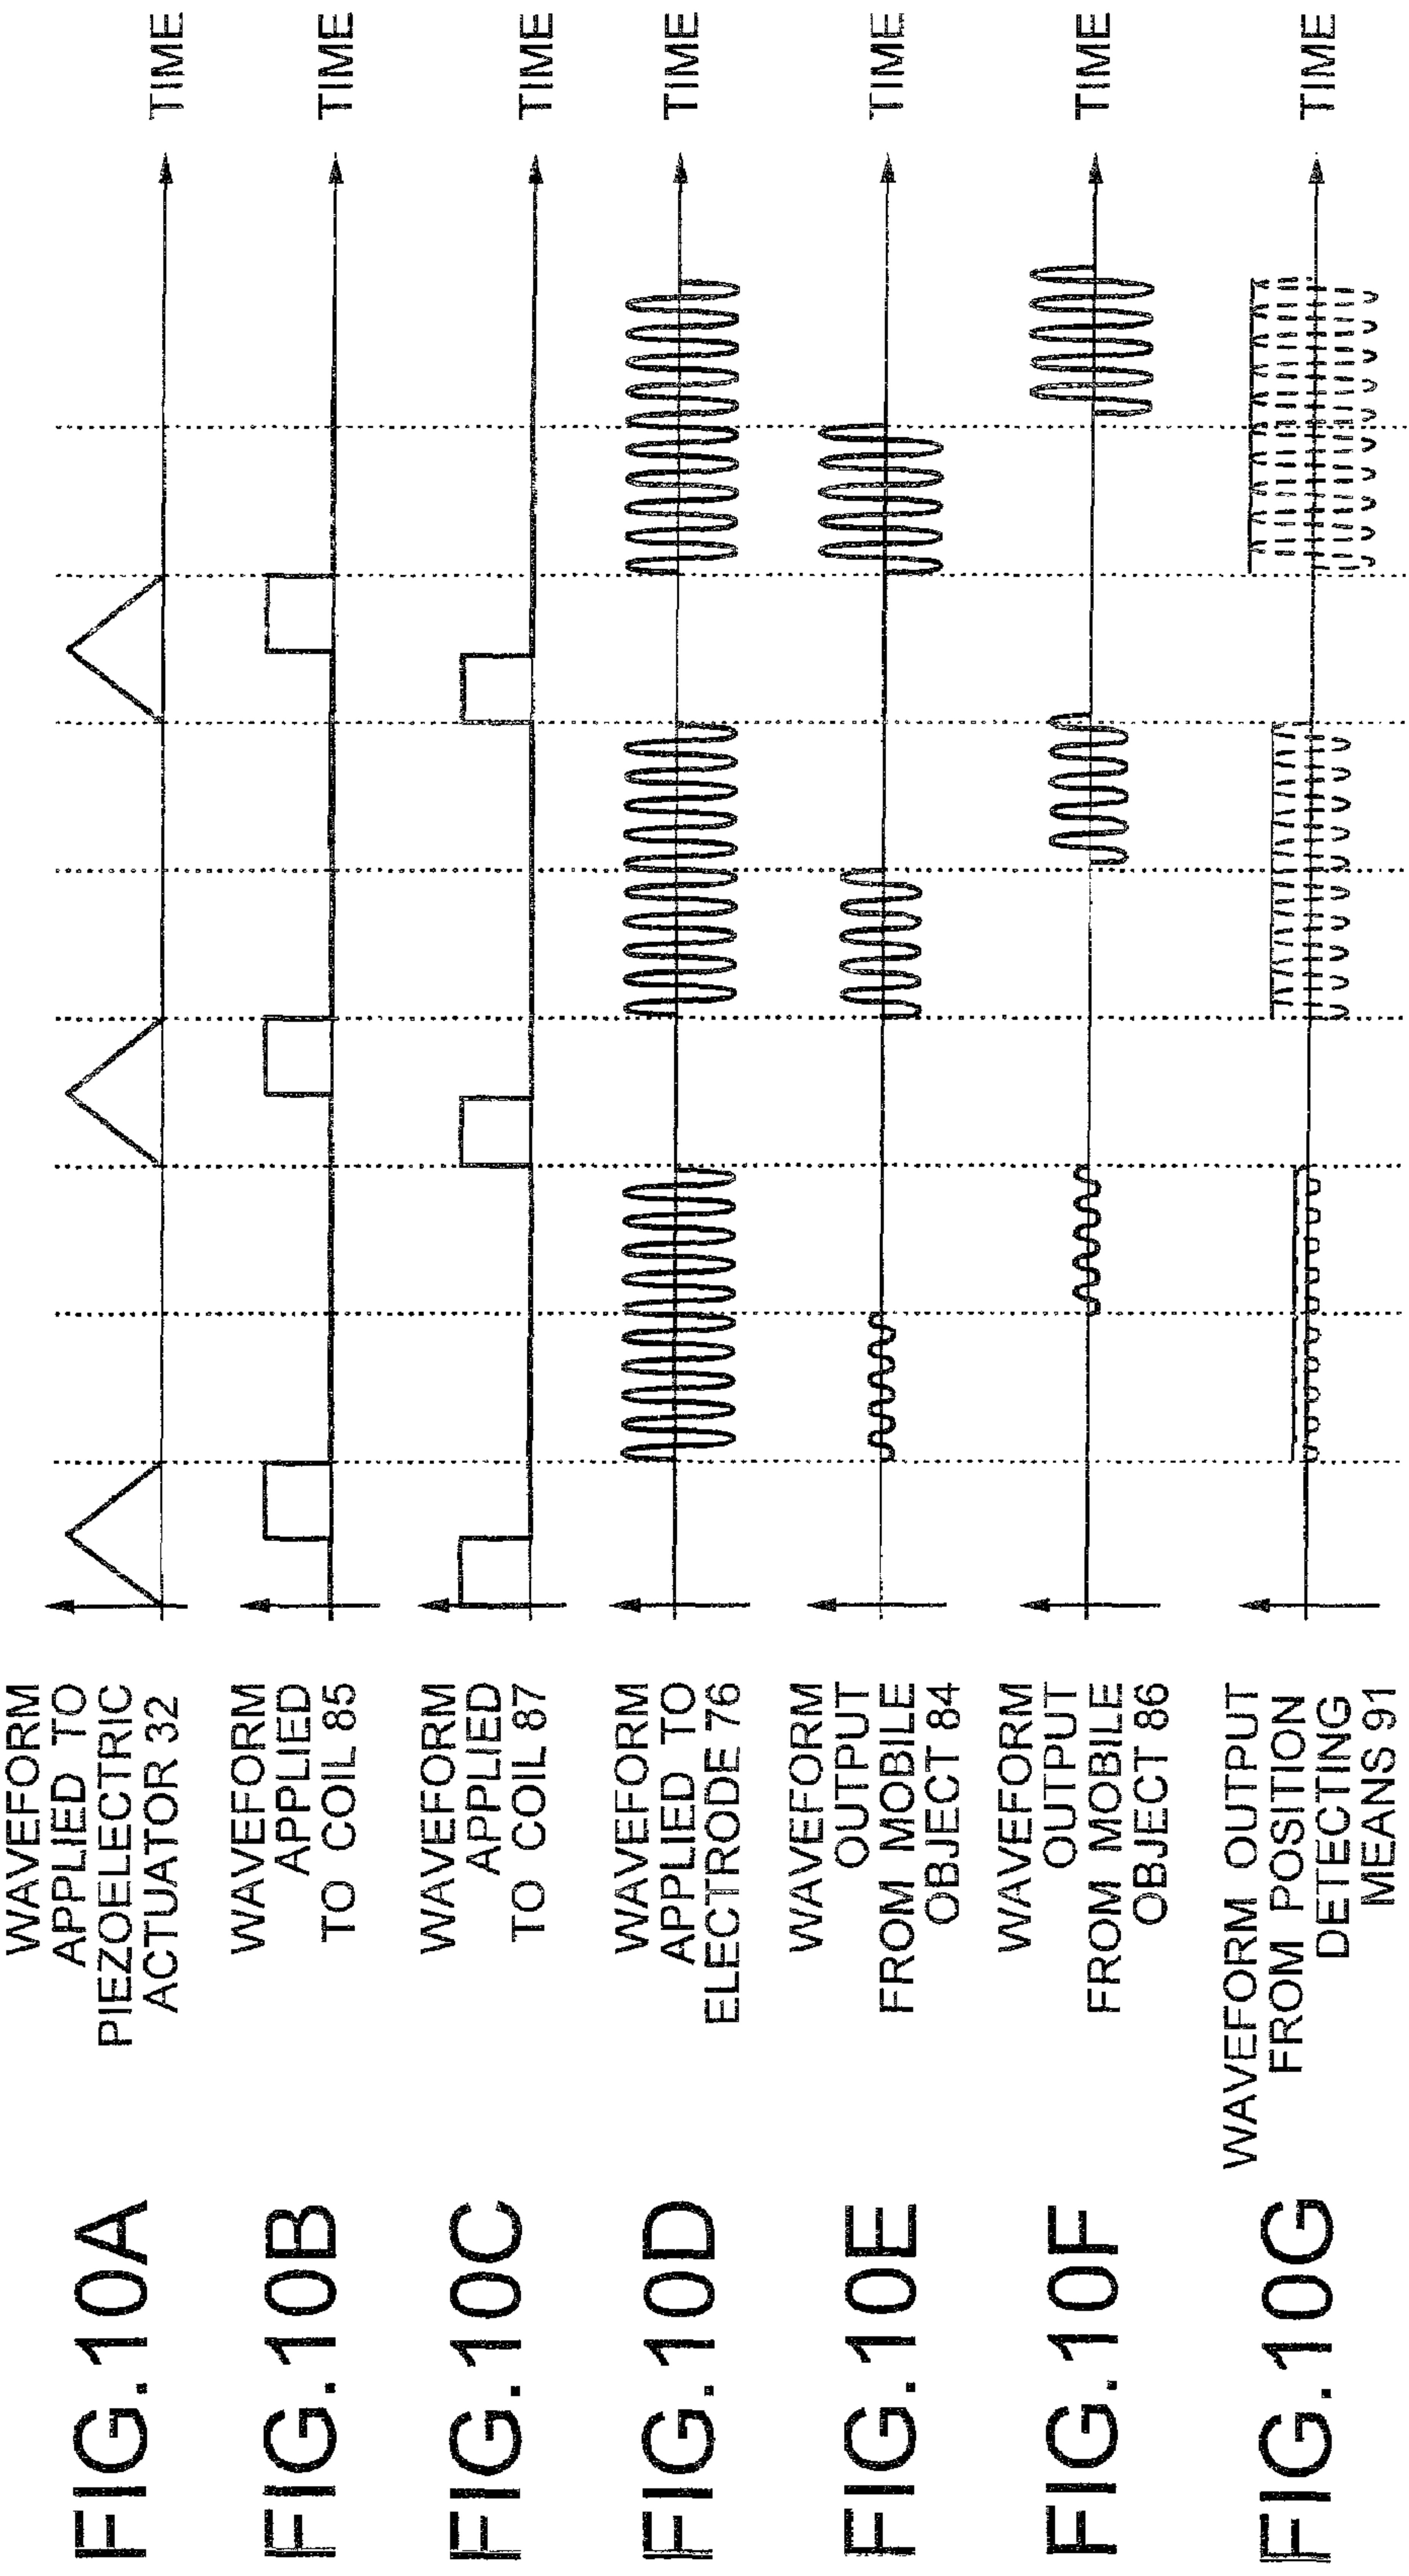 FIG.10A
WAVEFORM
APPLIED TO
PIEZOELECTRIC
ACTUATOR 32
TIME
FIG.10B
WAVEFORM
APPLIED
TO COIL 85
TIME
FIG.10C
WAVEFORM
APPLIED
TO COIL 87
TIME
FIG.10D
WAVEFORM
APPLIED TO
ELECTRODE 76
TIME
FIG.10E
WAVEFORM
OUTPUT
FROM MOBILE
OBJECT 84
TIME
FIG.10F
WAVEFORM
OUTPUT
FROM MOBILE
OBJECT 86
TIME
FIG.10G
WAVEFORM OUTPUT
FROM POSITION
DETECTING
MEANS 91
TIME